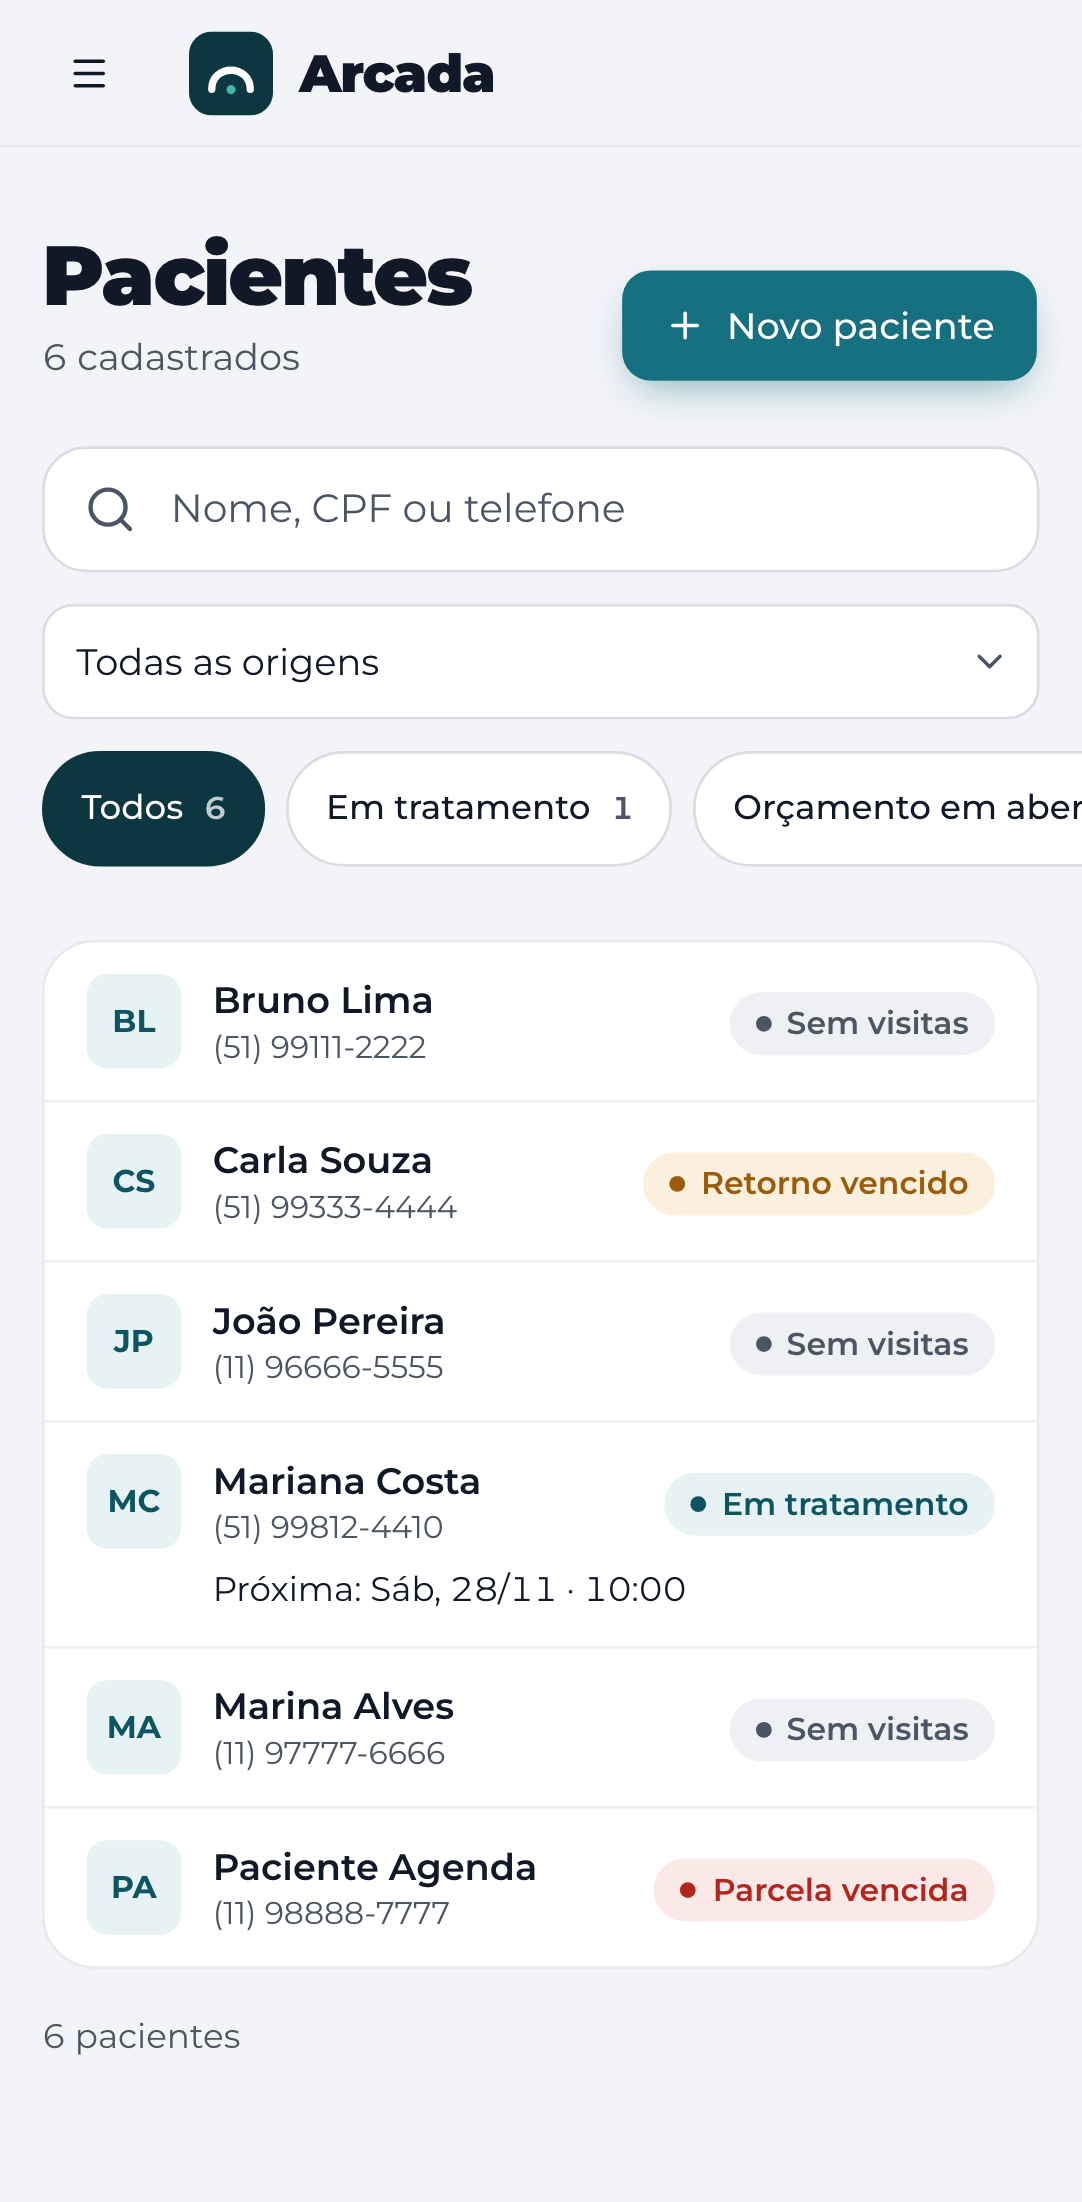 Arcada
Pacientes
6 cadastrados
+ Novo paciente
Nome, CPF ou telefone
Todas as origens
Todos 6
Em tratamento 1
Orçamento em aber
BL
Bruno Lima
(51) 99111-2222
Sem visitas
CS
Carla Souza
(51) 99333-4444
Retorno vencido
JP
João Pereira
(11) 96666-5555
Sem visitas
MC
Mariana Costa
(51) 99812-4410
Em tratamento
Próxima: Sáb, 28/11 · 10:00
MA
Marina Alves
(11) 97777-6666
Sem visitas
PA
Paciente Agenda
(11) 98888-7777
Parcela vencida
6 pacientes